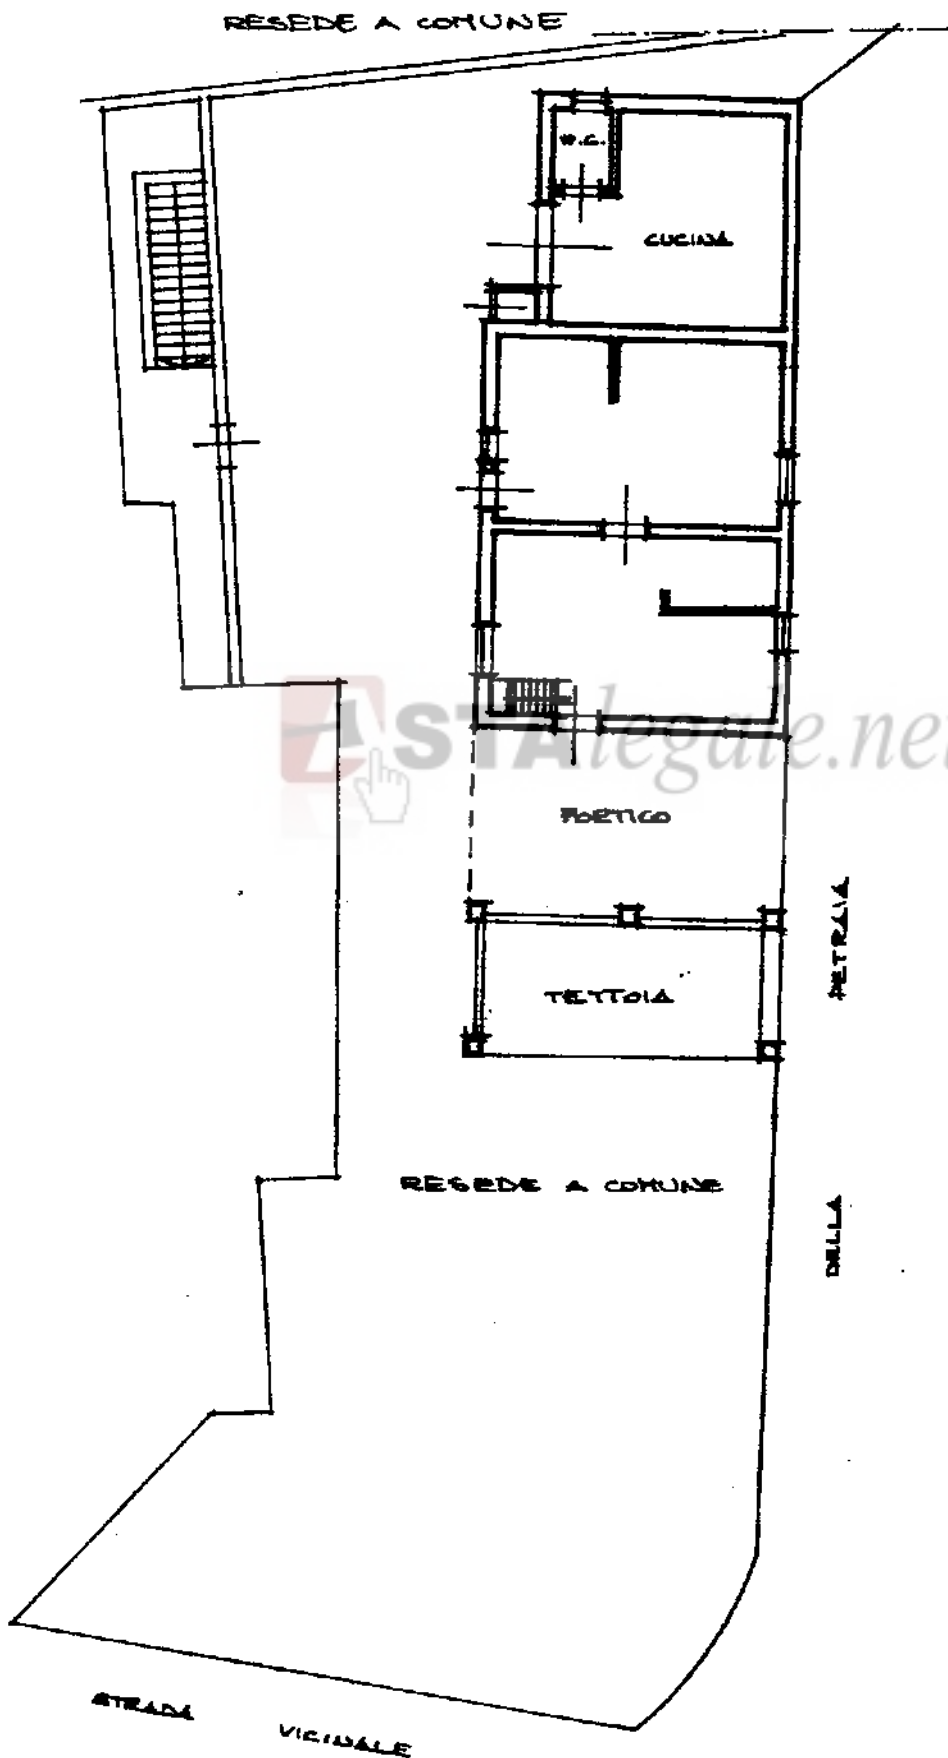 RESEDE A COMUNE
W.C.
CUCINA
ASTAlegale.net
PORTICO
TETTOIA
PETRAIA
RESEDE A COMUNE
DELLA
STRADA VICINALE